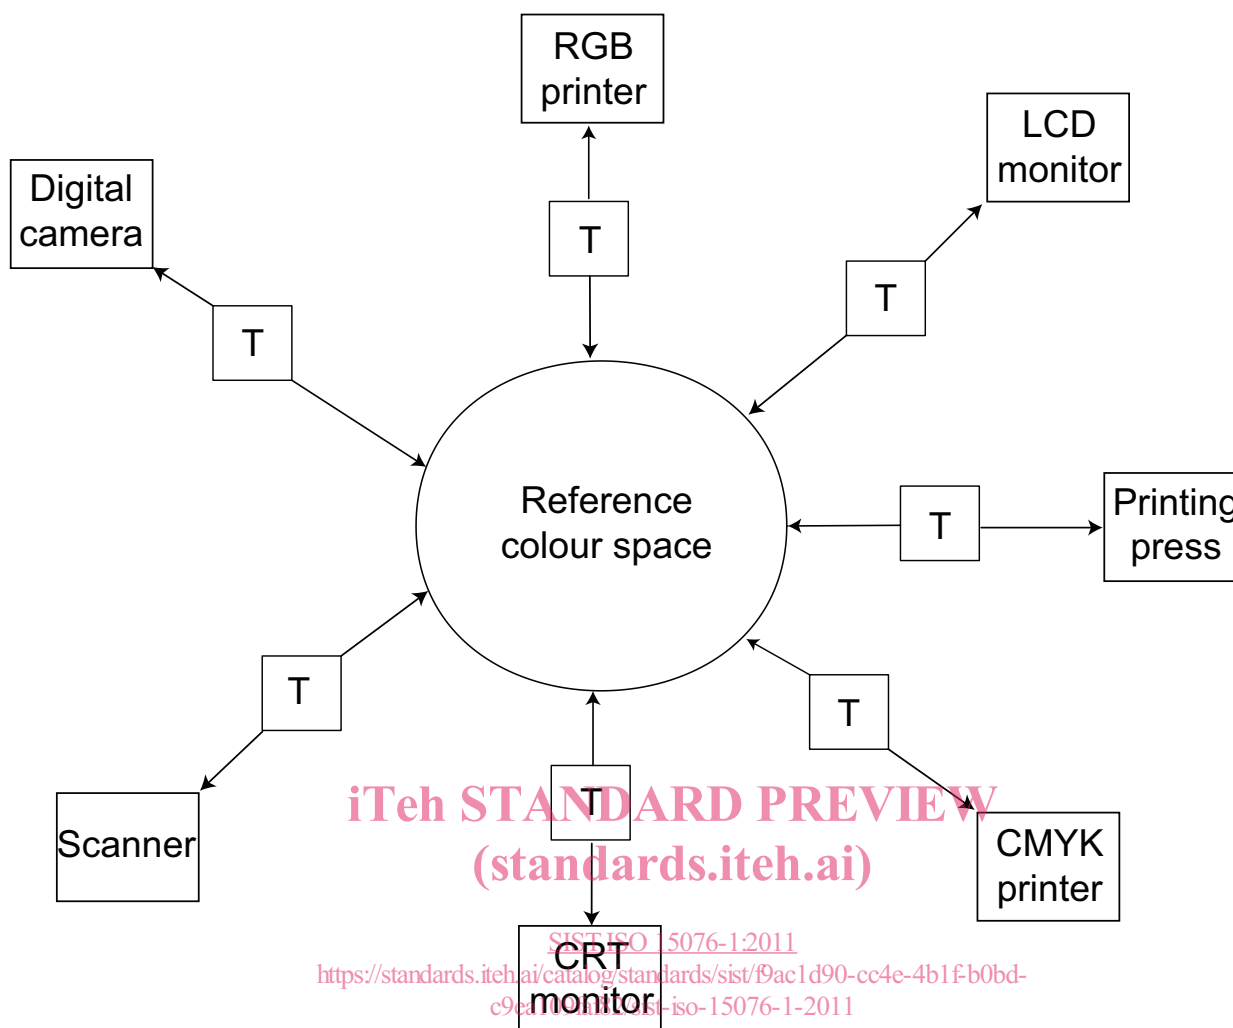 RGB
printer
LCD
monitor
Digital
camera
T
T
T
Reference
colour space
T
Printing
press
T
T
T
iTeh STANDARD PREVIEW
(standards.iteh.ai)
Scanner
CMYK
printer
SIST ISO 15076-1:2011
CRT
monitor
https://standards.iteh.ai/catalog/standards/sist/f9ac1d90-cc4e-4b1f-b0bd-